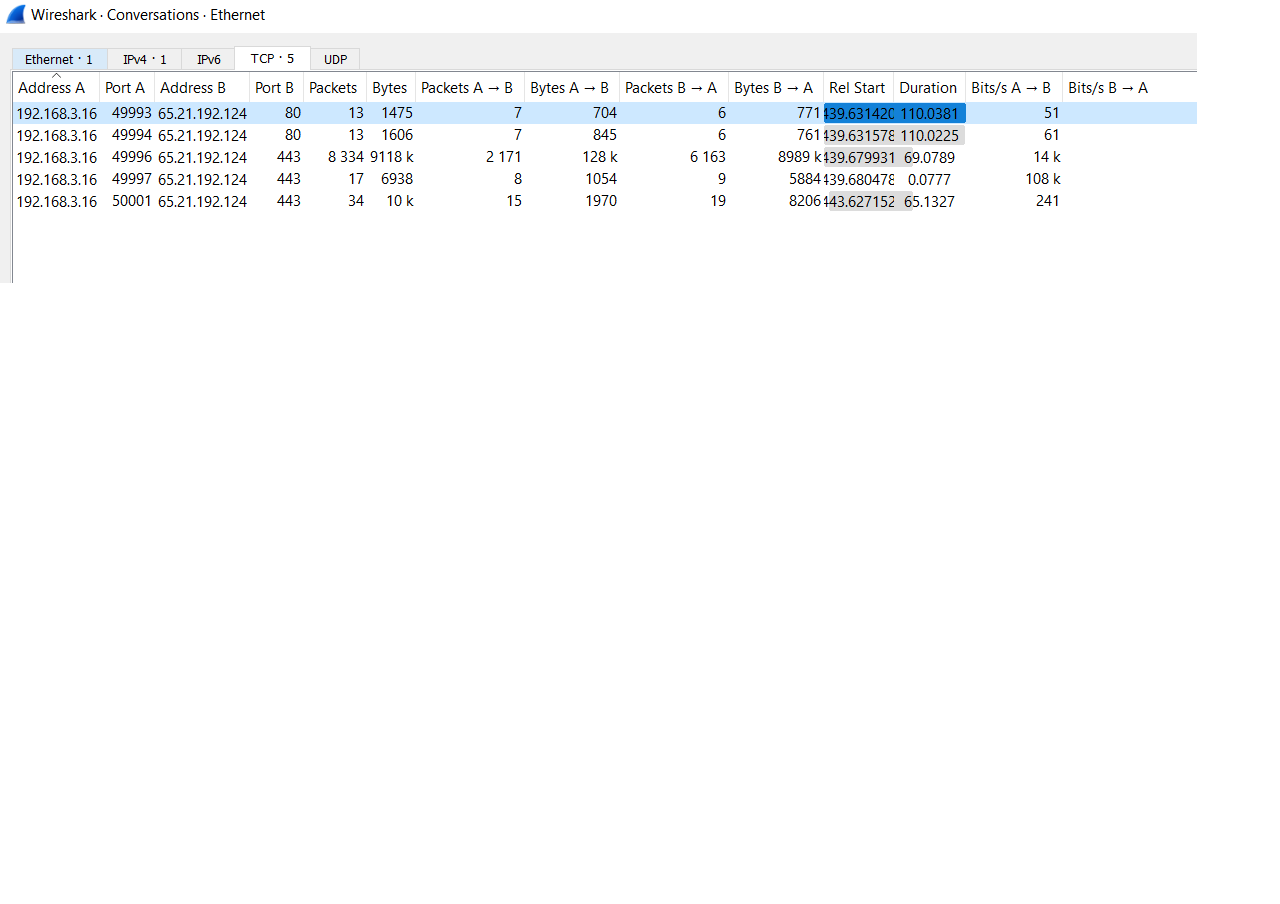 Wireshark · Conversations · Ethernet
Ethernet · 1 IPv4 · 1 IPv6 TCP · 5 UDP
Address A Port A Address B Port B Packets Bytes Packets A → B Bytes A → B Packets B → A Bytes B → A Rel Start Duration Bits/s A → B Bits/s B → A
192.168.3.16 49993 65.21.192.124 80 13 1475 7 704 6 771 439.631420 110.0381 51
192.168.3.16 49994 65.21.192.124 80 13 1606 7 845 6 761 439.631578 110.0225 61
192.168.3.16 49996 65.21.192.124 443 8 334 9118 k 2 171 128 k 6 163 8989 k 439.679931 69.0789 14 k
192.168.3.16 49997 65.21.192.124 443 17 6938 8 1054 9 5884 439.680478 0.0777 108 k
192.168.3.16 50001 65.21.192.124 443 34 10 k 15 1970 19 8206 443.627152 65.1327 241